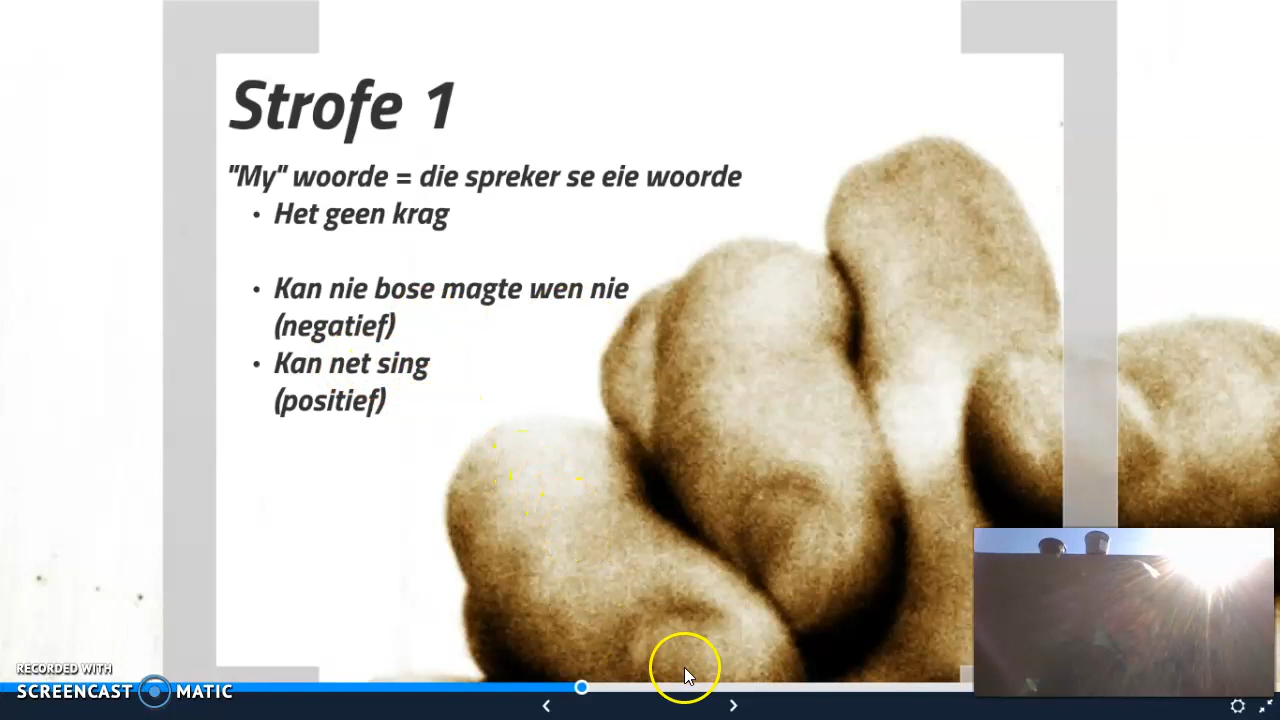 Strofe 1
"My" woorde = die spreker se eie woorde
• Het geen krag
• Kan nie bose magte wen nie
(negatief)
• Kan net sing
(positief)
RECORDED WITH
SCREENCAST MATIC